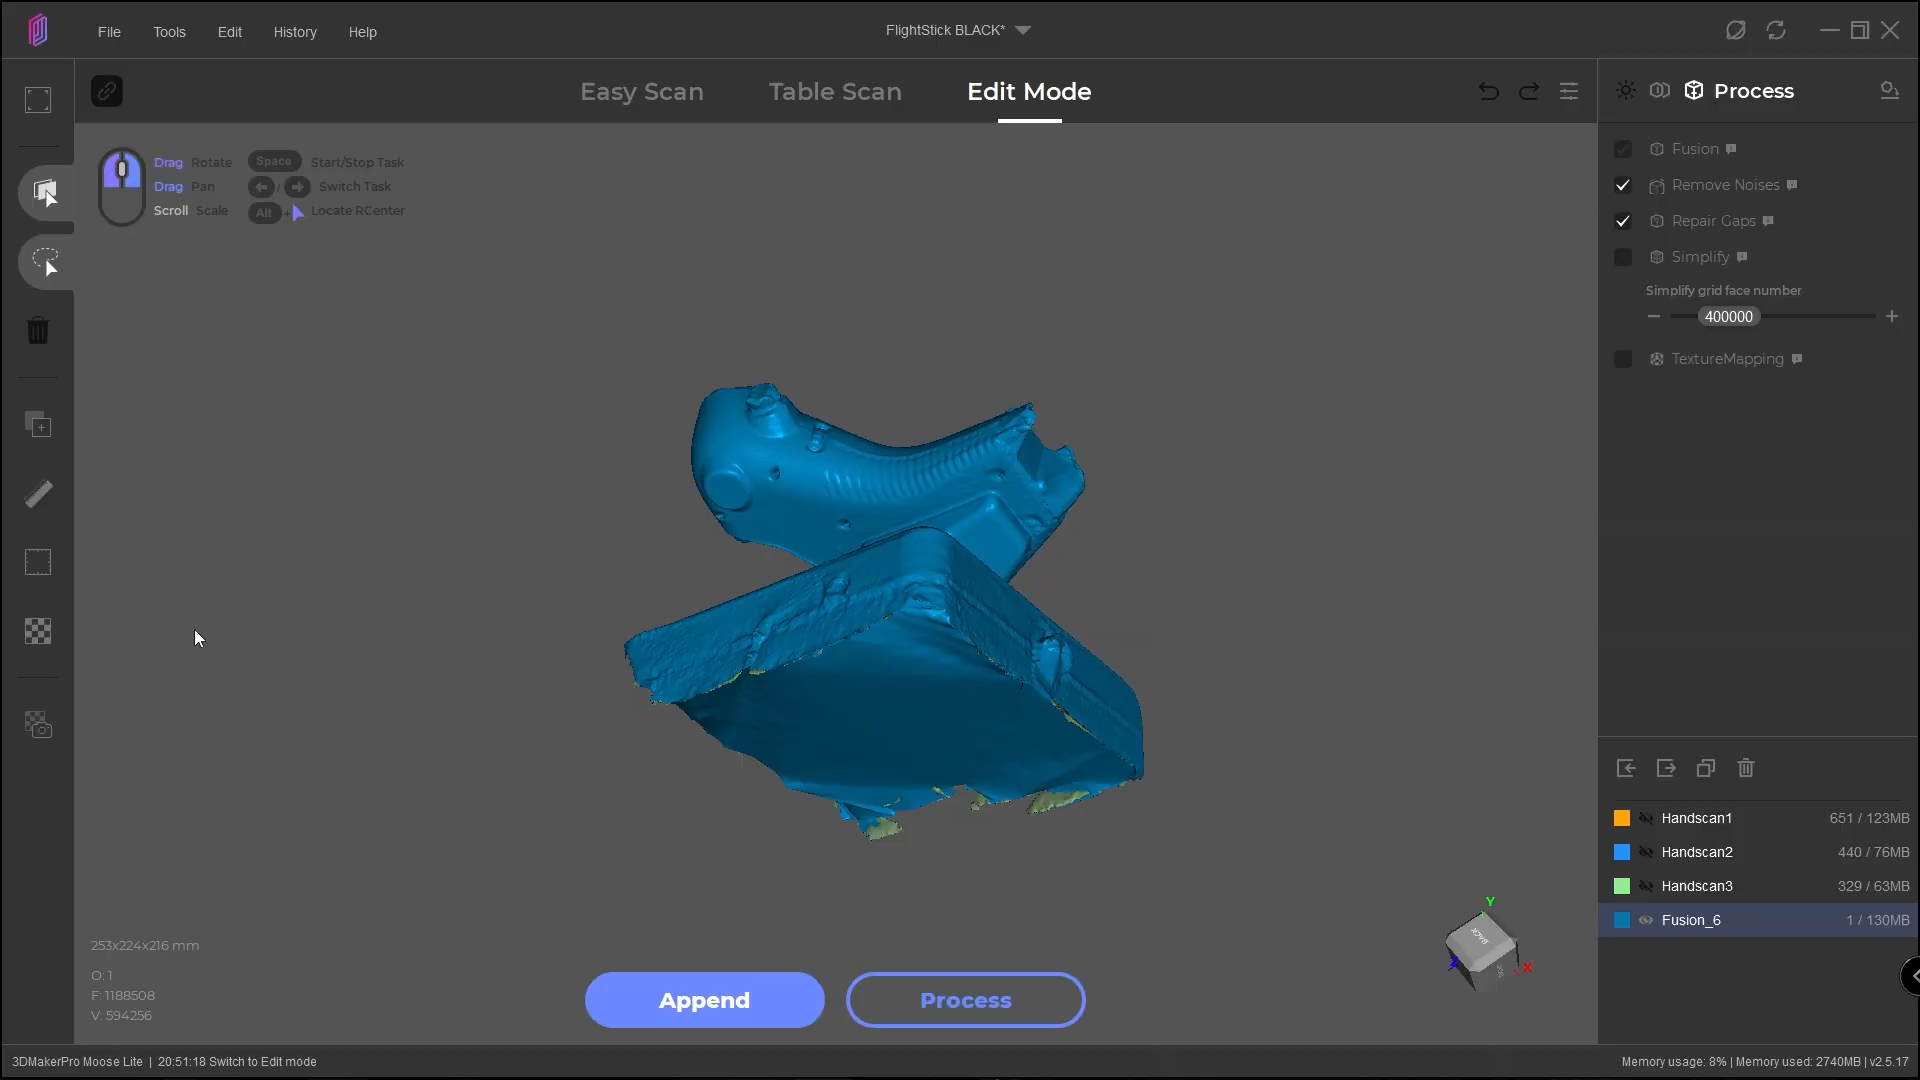 File Tools Edit History Help
FlightStick BLACK*
Easy Scan Table Scan Edit Mode
Process
Drag Rotate Space Start/Stop Task
Drag Pan / Switch Task
Scroll Scale Alt + Locate RCenter
Fusion
Remove Noises
Repair Gaps
Simplify
Simplify grid face number
− 400000 +
TextureMapping
Handscan1 651 / 123MB
Handscan2 440 / 76MB
Handscan3 329 / 63MB
Fusion_6 1 / 130MB
Y
BACK
Z
X
253x224x216 mm
O: 1
F: 1188508
V: 594256
Append Process
3DMakerPro Moose Lite | 20:51:18 Switch to Edit mode
Memory usage: 8% | Memory used: 2740MB | v2.5.17